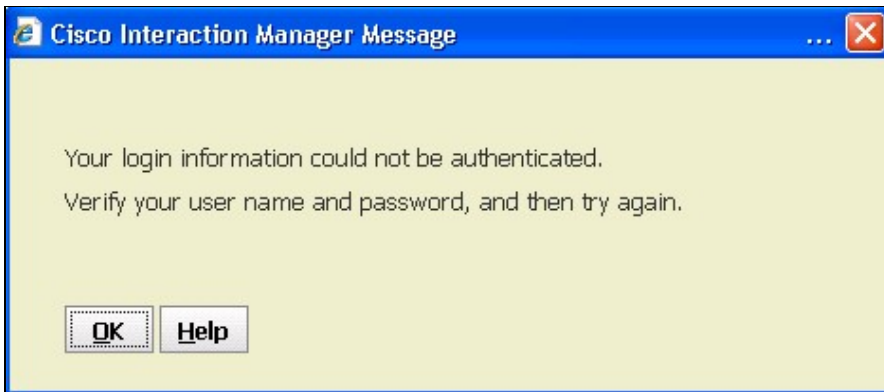 Cisco Interaction Manager Message ...
Your login information could not be authenticated.
Verify your user name and password, and then try again.
OK Help